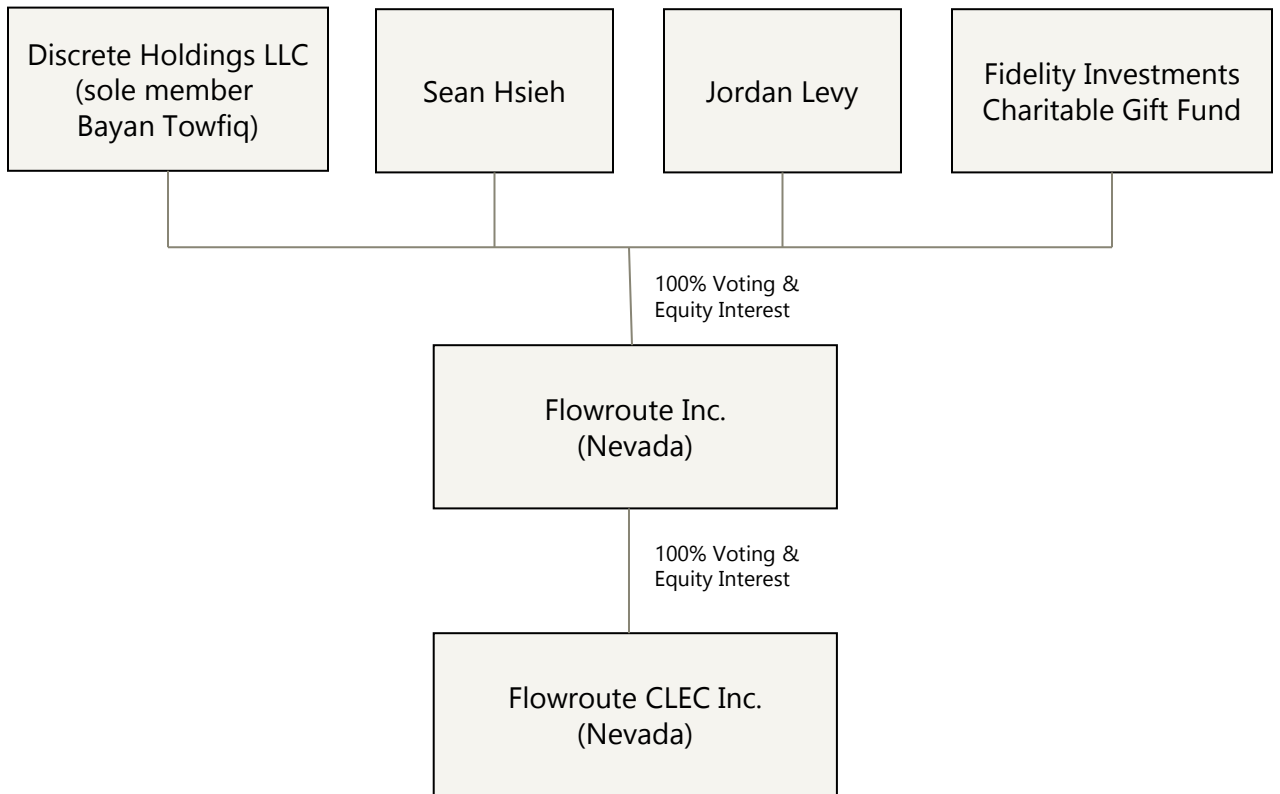 Discrete Holdings LLC
(sole member
Bayan Towfiq)
Sean Hsieh
Jordan Levy
Fidelity Investments
Charitable Gift Fund
100% Voting &
Equity Interest
Flowroute Inc.
(Nevada)
100% Voting &
Equity Interest
Flowroute CLEC Inc.
(Nevada)